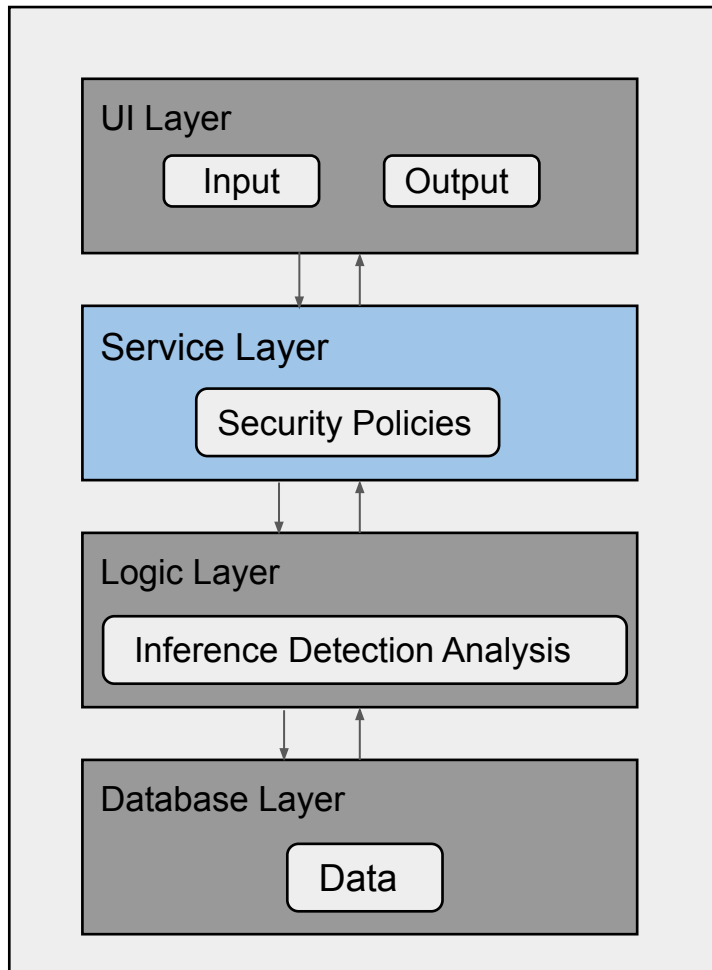 UI Layer
Input
Output
Service Layer
Security Policies
Logic Layer
Inference Detection Analysis
Database Layer
Data